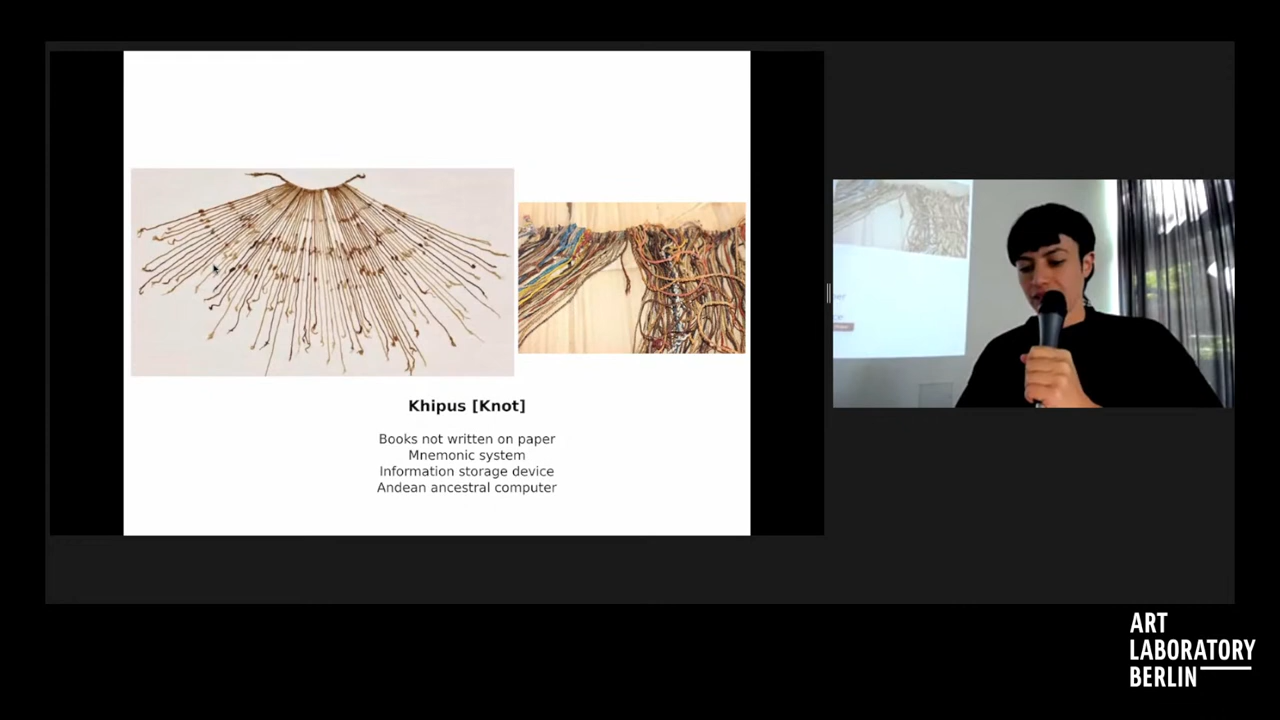 Khipus [Knot]
Books not written on paper
Mnemonic system
Information storage device
Andean ancestral computer
ART
LABORATORY
BERLIN